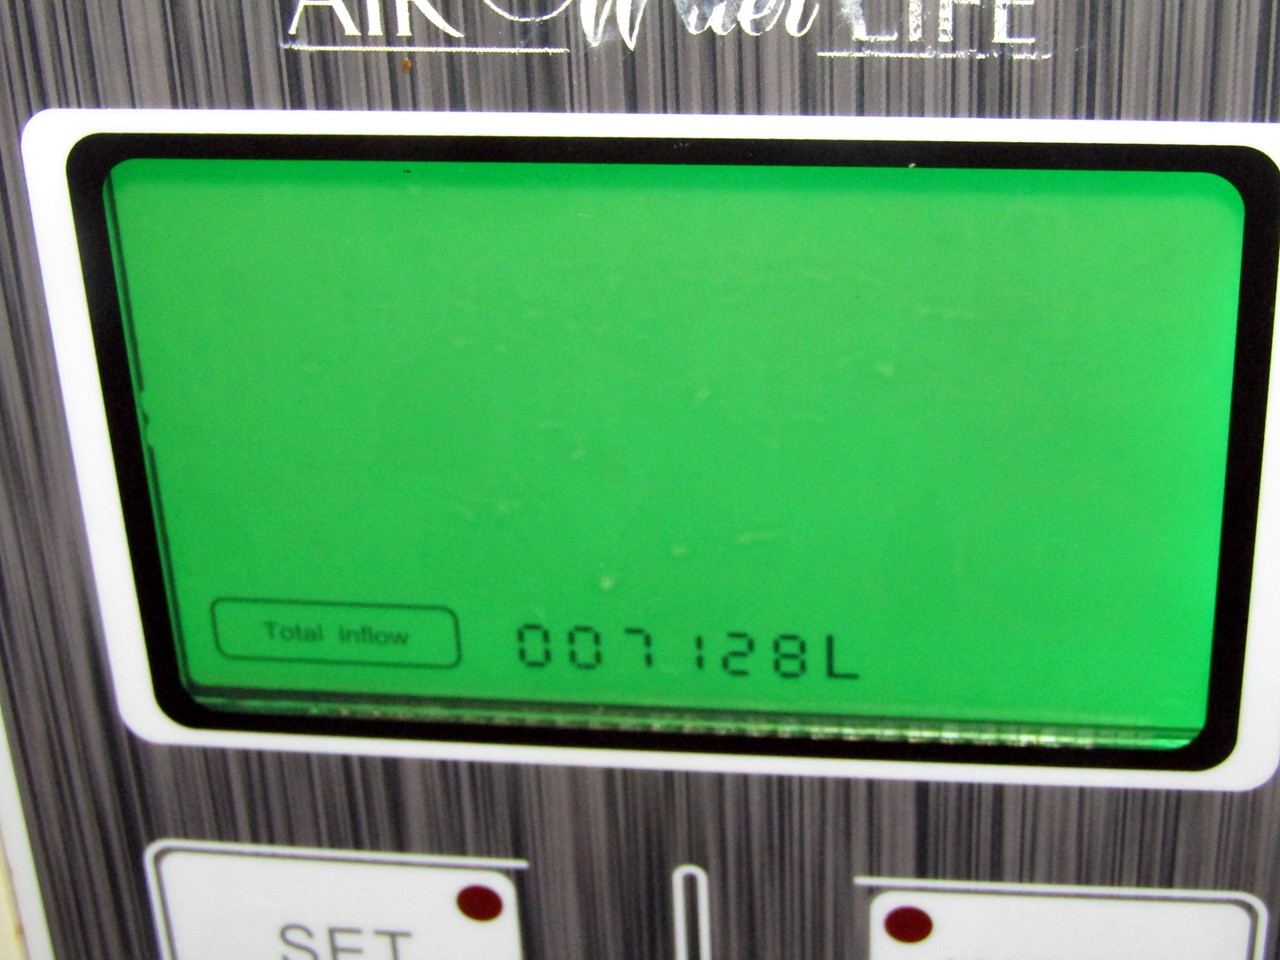 AIR Water LIFE
Total inflow 007128L
SET